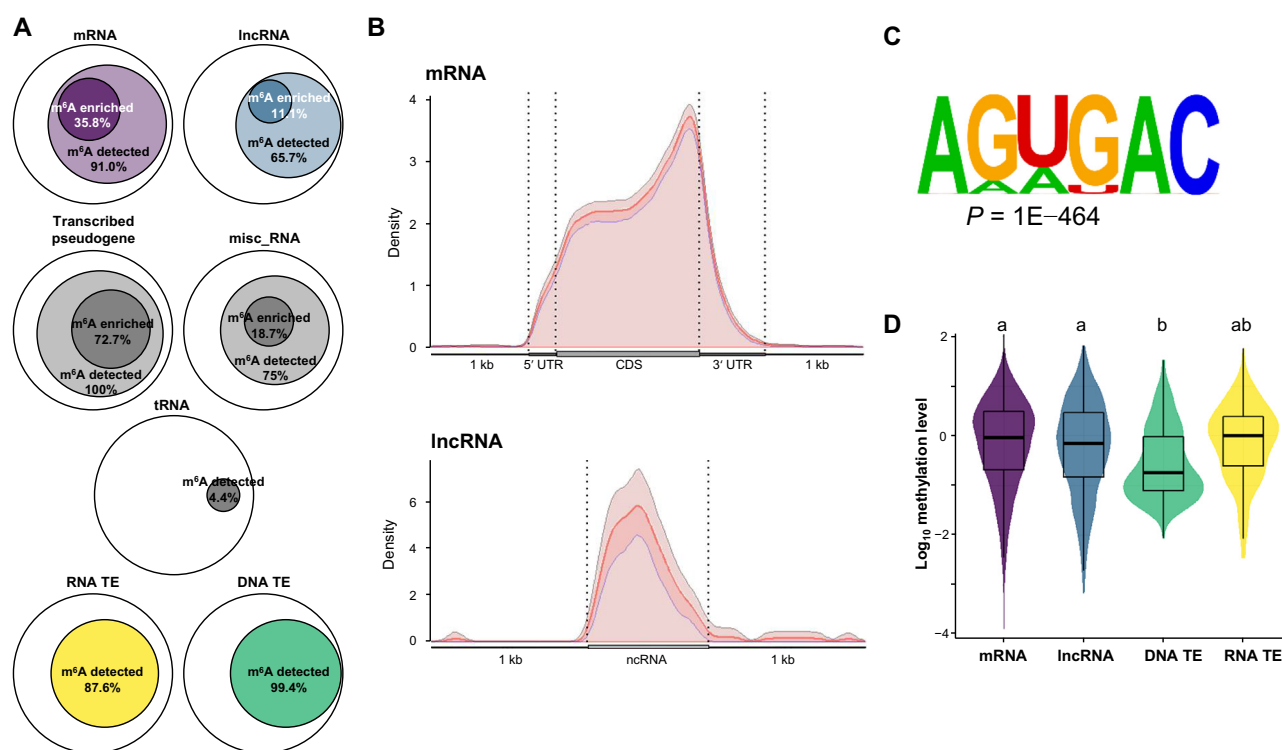 A
mRNA
m⁶A enriched
35.8%
m⁶A detected
91.0%
lncRNA
m⁶A enriched
11.1%
m⁶A detected
65.7%
Transcribed
pseudogene
m⁶A enriched
72.7%
m⁶A detected
100%
misc_RNA
m⁶A enriched
18.7%
m⁶A detected
75%
tRNA
m⁶A detected
4.4%
RNA TE
m⁶A detected
87.6%
DNA TE
m⁶A detected
99.4%
B
mRNA
Density
4
3
2
1
0
1 kb 5′ UTR CDS 3′ UTR 1 kb
lncRNA
Density
6
4
2
0
1 kb ncRNA 1 kb
C
AGUGAC
A A U
P = 1E−464
D
a a b ab
Log₁₀ methylation level
2
0
−2
−4
mRNA lncRNA DNA TE RNA TE